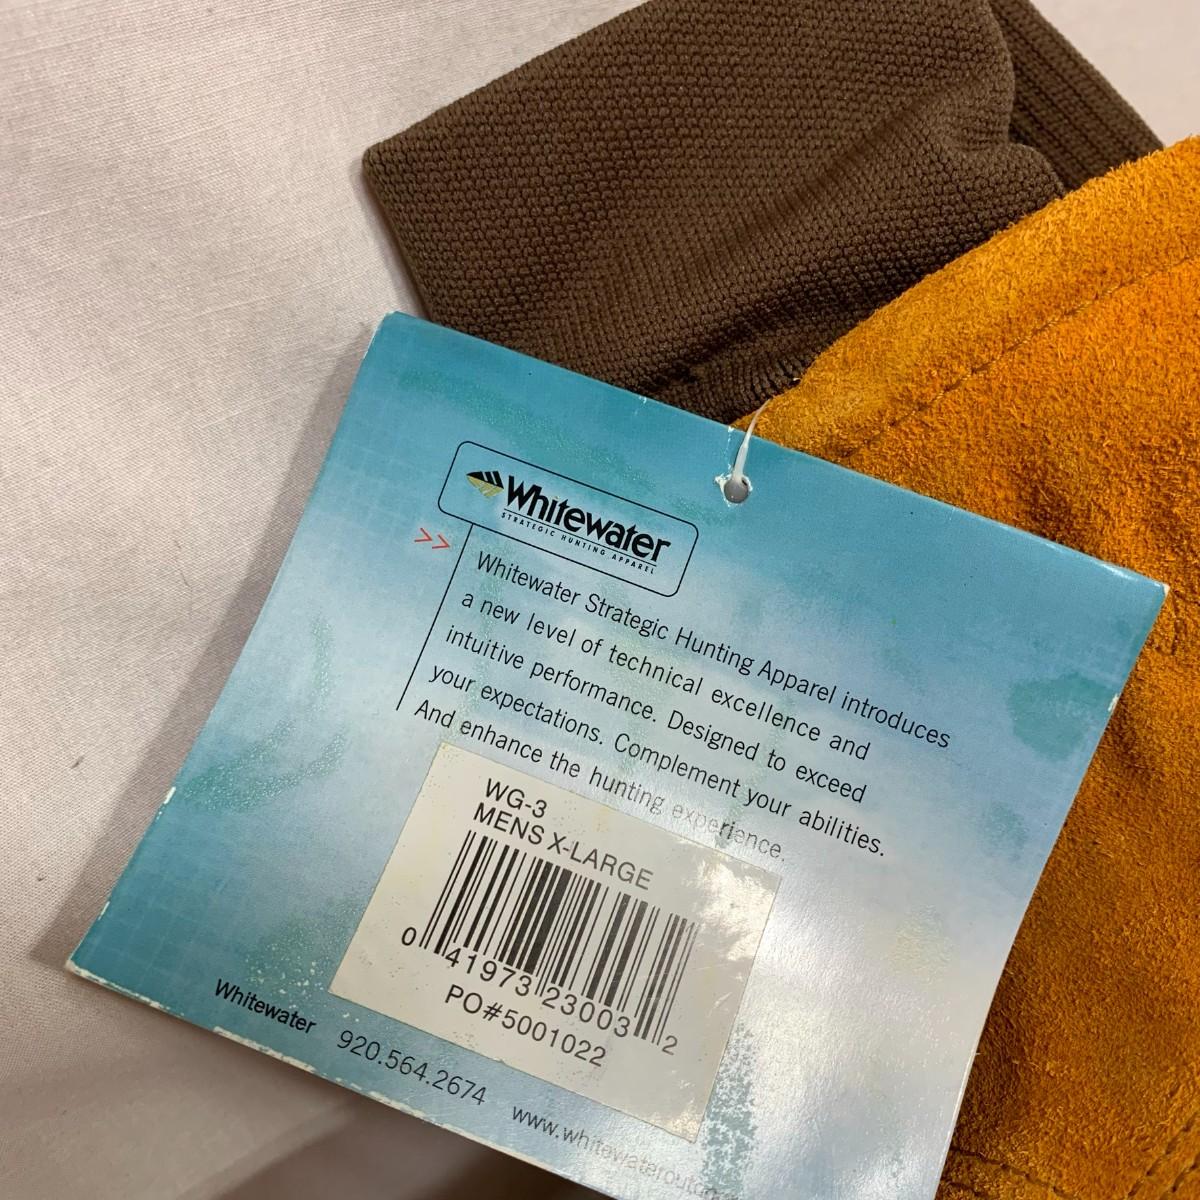 Whitewater
STRATEGIC HUNTING APPAREL
>>
Whitewater Strategic Hunting Apparel introduces
a new level of technical excellence and
intuitive performance. Designed to exceed
your expectations. Complement your abilities.
And enhance the hunting experience.
WG-3
MENS X-LARGE
0 41973 23003 2
PO#5001022
Whitewater 920.564.2674